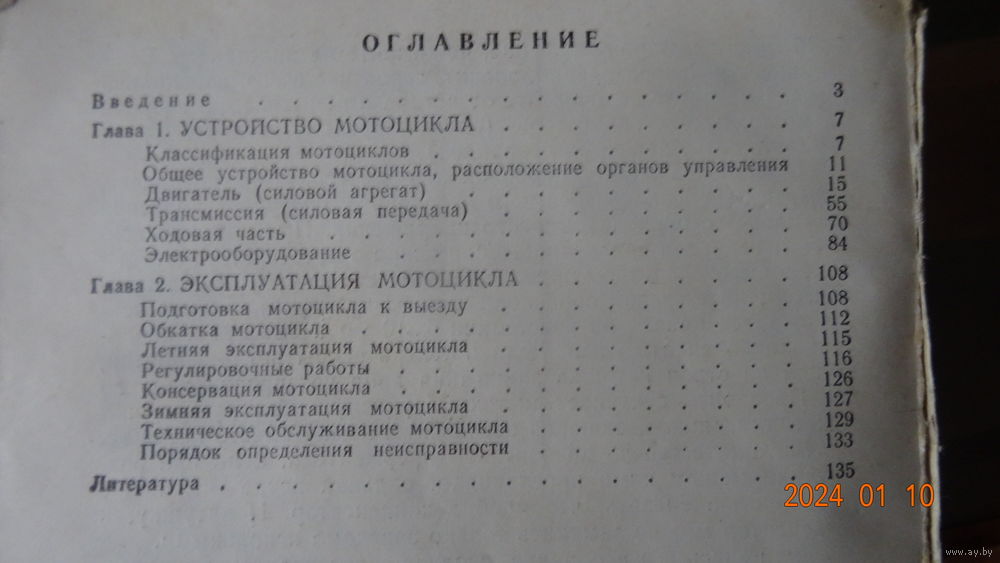 ОГЛАВЛЕНИЕ
Введение . . . . . . . . . . . . . . 3
Глава 1. УСТРОЙСТВО МОТОЦИКЛА . . . . . . . . 7
Классификация мотоциклов . . . . . . . . . . 7
Общее устройство мотоцикла, расположение органов управления 11
Двигатель (силовой агрегат) . . . . . . . . . 15
Трансмиссия (силовая передача) . . . . . . . . 55
Ходовая часть . . . . . . . . . . . . . 70
Электрооборудование . . . . . . . . . . . 84
Глава 2. ЭКСПЛУАТАЦИЯ МОТОЦИКЛА . . . . . . . 108
Подготовка мотоцикла к выезду . . . . . . . . 108
Обкатка мотоцикла . . . . . . . . . . . . 112
Летняя эксплуатация мотоцикла . . . . . . . . 115
Регулировочные работы . . . . . . . . . . . 116
Консервация мотоцикла . . . . . . . . . . . 126
Зимняя эксплуатация мотоцикла . . . . . . . . 127
Техническое обслуживание мотоцикла . . . . . . . 129
Порядок определения неисправности . . . . . . . 133
Литература . . . . . . . . . . . . . . . 135
2024 01 10
www.ay.by